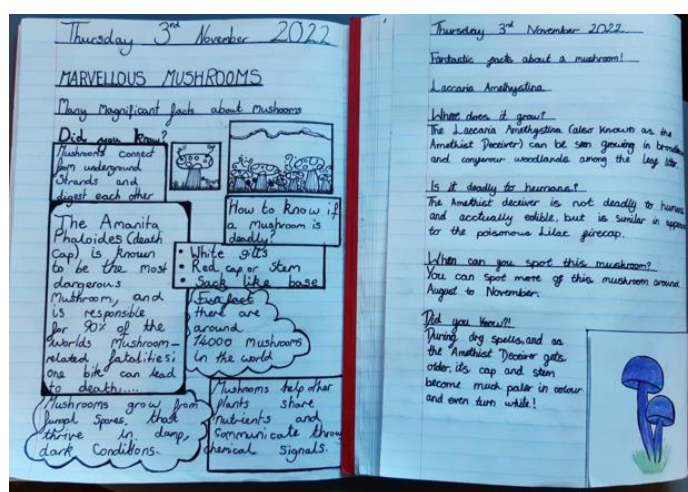 Thursday 3rd November 2022
MARVELLOUS MUSHROOMS
Many Magnificant facts about Mushrooms
Did you know?
Mushrooms connect
from underground
Strands and
digest each other
How to know if
a mushroom is
deadly!
• White gills
• Red cap or stem
• Sack like base
The Amanita
Phaloides (death
Cap) is known
to be the most
dangerous
Mushroom, and
is responsible
for 90% of the
worlds Mushroom-
related fatalities;
one bite can lead
to death....
Fun fact
there are
around
14000 mushrooms
in the world
Mushrooms grow from
fungal spores, that
thrive in damp,
dark Conditions.
Mushrooms help other
plants share
nutrients and
Communicate through
chemical signals.
Thursday 3rd November 2022.
Fantastic facts about a mushroom!
Laccaria Amethystina
Where does it grow?
The Laccaria Amethystina (also known as the
Amethist Deceiver) can be seen growing in
and woodlands among the litter.
Is it deadly to humans?
The Amethist deceiver is not deadly to humans
and acctually edible, but is similar in
to the poisonous Lilac firecap.
When can you spot this mushroom?
You can spot more of this mushroom around
August to November.
Did you know?!
During dry spells, and as
the Amethist Deceiver gets
older, its cap and stem
become much paler in colour
and even turn white!